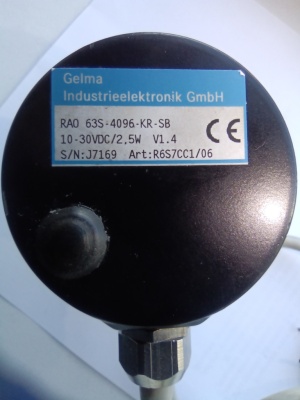 Gelma
Industrieelektronik GmbH
RAO 63S-4096-KR-SB
10-30VDC/2,5W V1.4
S/N:J7169 Art:R6S7CC1/06
CE